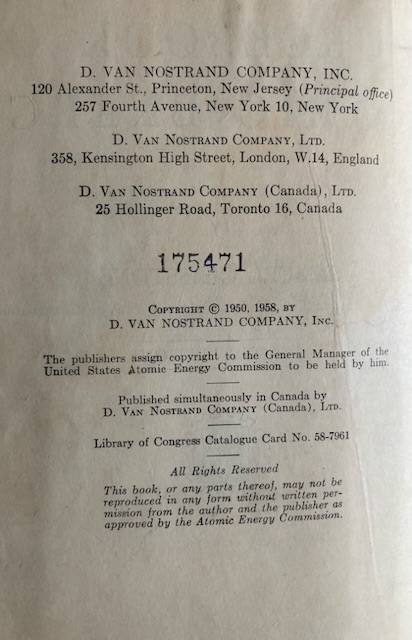 D. VAN NOSTRAND COMPANY, INC.
120 Alexander St., Princeton, New Jersey (Principal office)
257 Fourth Avenue, New York 10, New York
D. VAN NOSTRAND COMPANY, LTD.
358, Kensington High Street, London, W.14, England
D. VAN NOSTRAND COMPANY (Canada), LTD.
25 Hollinger Road, Toronto 16, Canada
175471
COPYRIGHT © 1950, 1958, BY
D. VAN NOSTRAND COMPANY, INC.
The publishers assign copyright to the General Manager of the
United States Atomic Energy Commission to be held by him.
Published simultaneously in Canada by
D. VAN NOSTRAND COMPANY (Canada), LTD.
Library of Congress Catalogue Card No. 58-7961
All Rights Reserved
This book, or any parts thereof, may not be
reproduced in any form without written per-
mission from the author and the publisher as
approved by the Atomic Energy Commission.